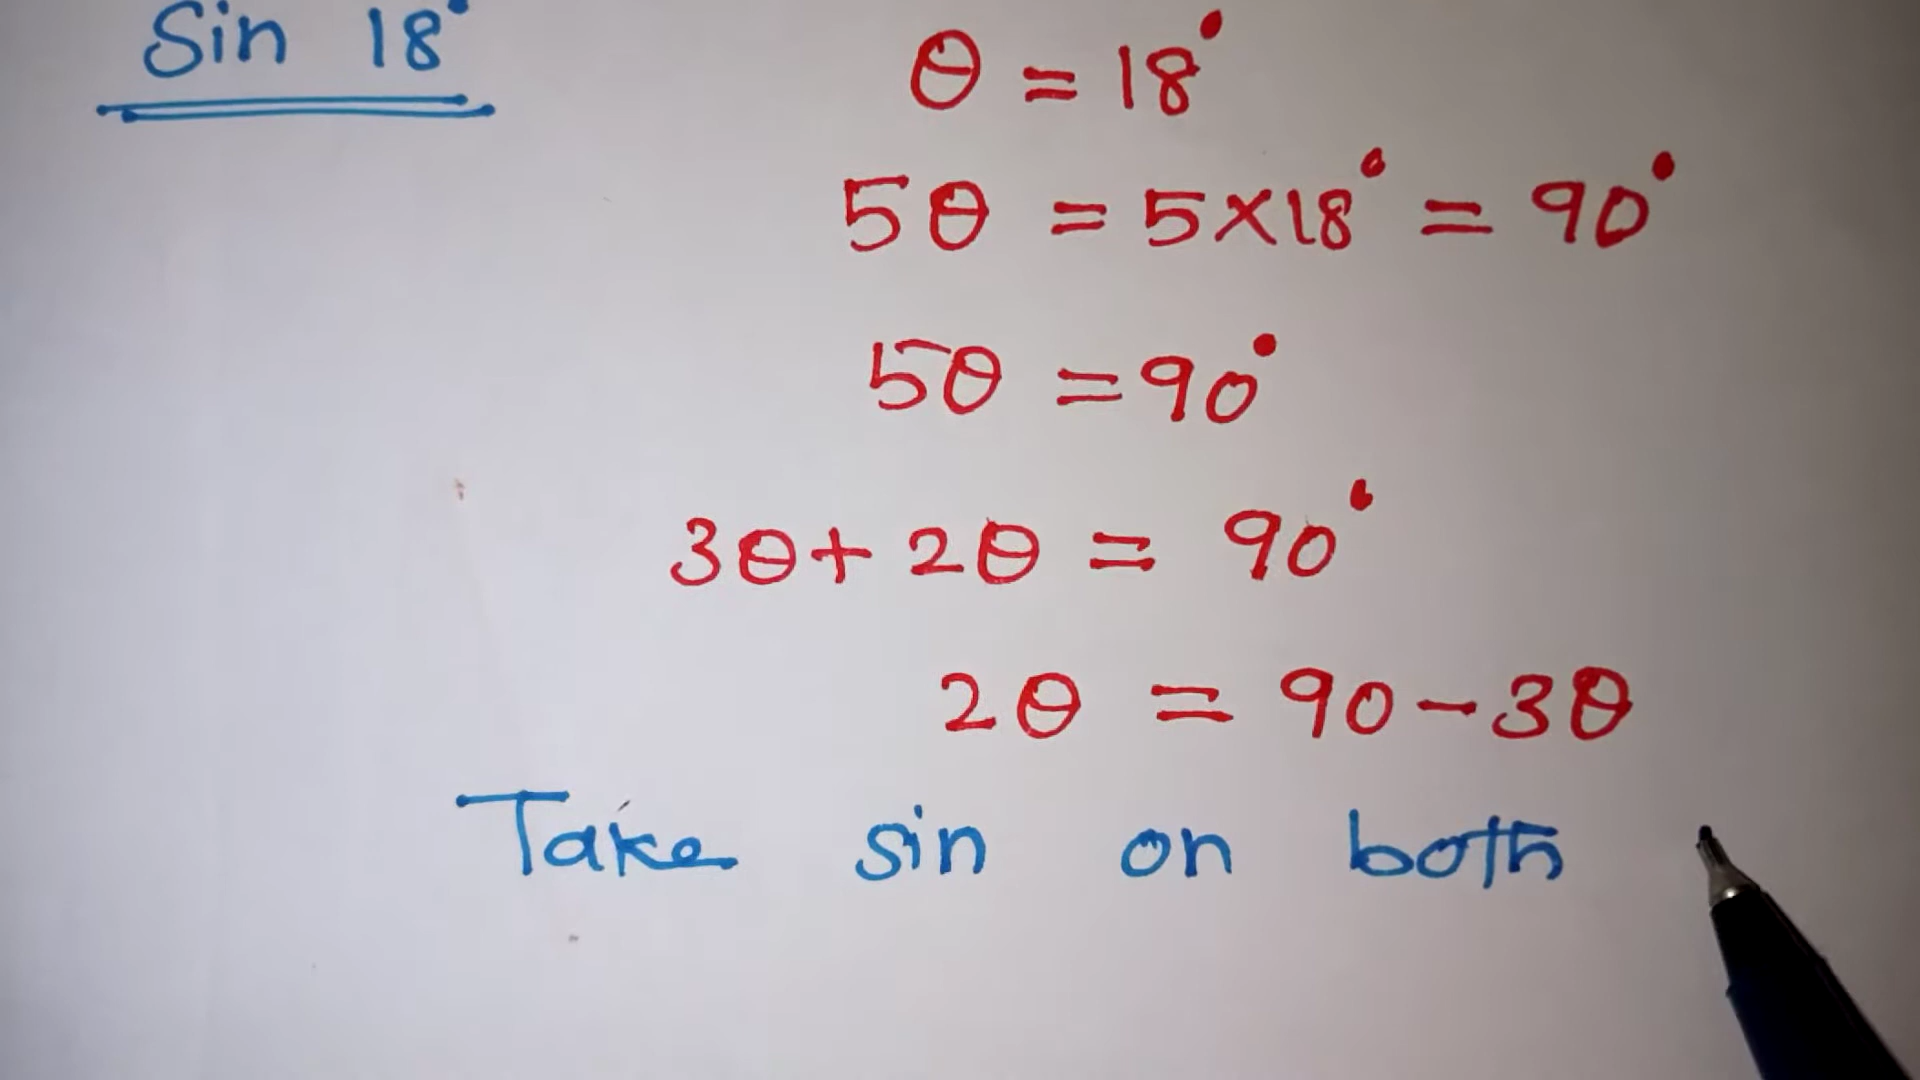 Sin 18°
θ = 18°
5θ = 5×18° = 90°
5θ = 90°
3θ + 2θ = 90°
2θ = 90 - 3θ
Take sin on both